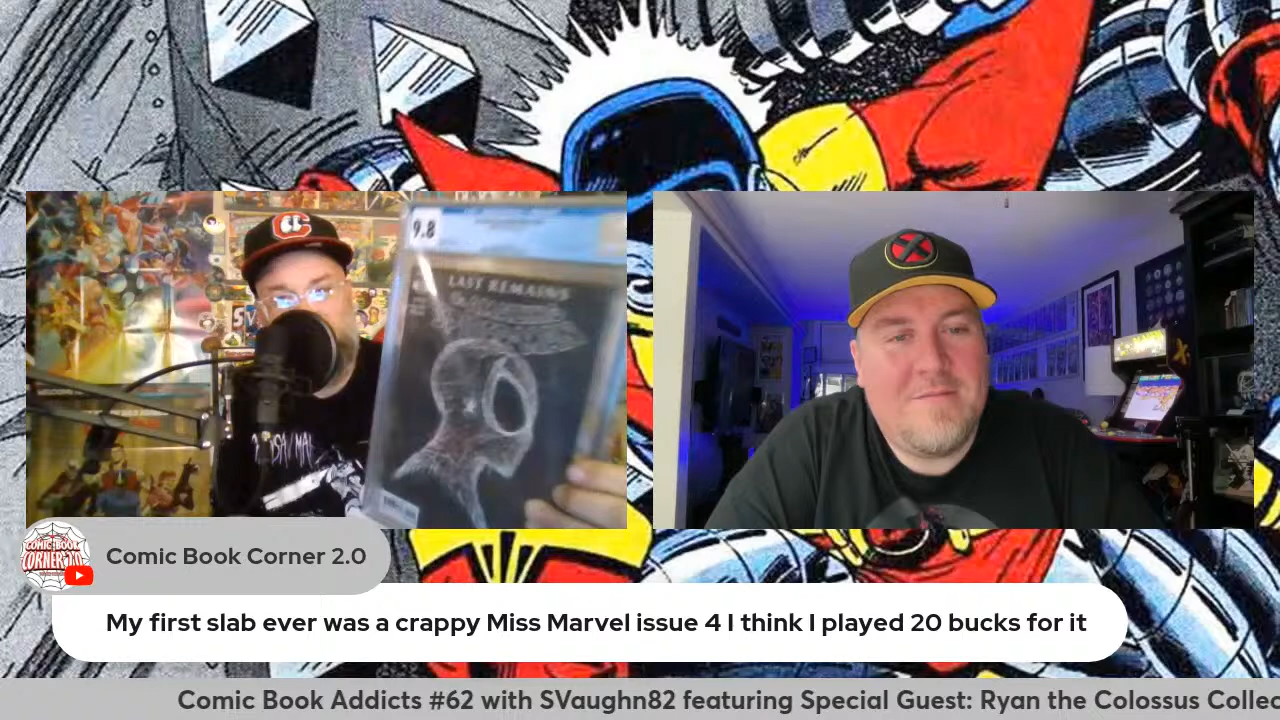 9.8
LAST REMAINS
Comic Book Corner 2.0
My first slab ever was a crappy Miss Marvel issue 4 I think I played 20 bucks for it
Comic Book Addicts #62 with SVaughn82 featuring Special Guest: Ryan the Colossus Collec